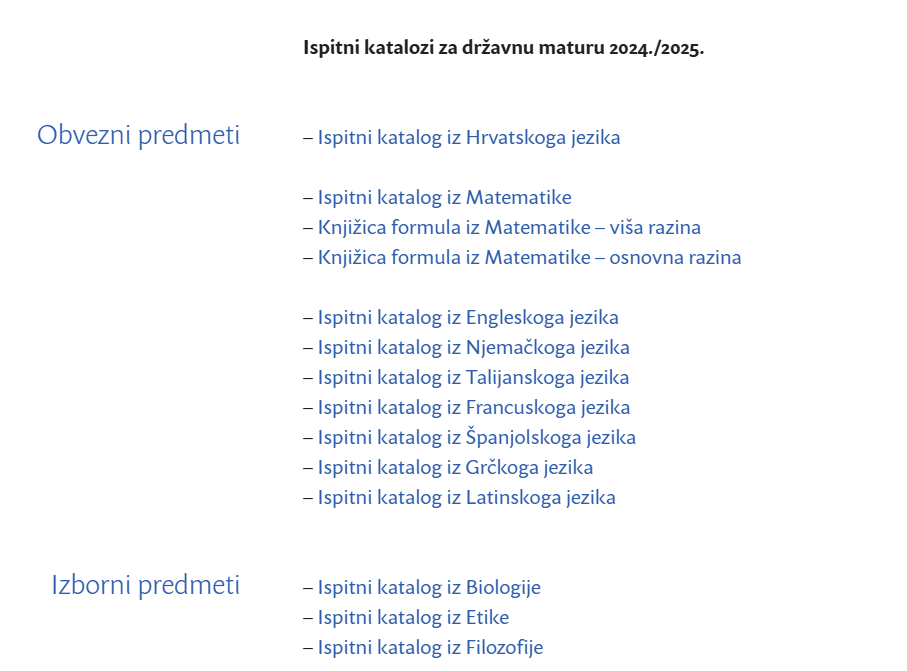 Ispitni katalozi za državnu maturu 2024./2025.
Obvezni predmeti
– Ispitni katalog iz Hrvatskoga jezika
– Ispitni katalog iz Matematike
– Knjižica formula iz Matematike – viša razina
– Knjižica formula iz Matematike – osnovna razina
– Ispitni katalog iz Engleskoga jezika
– Ispitni katalog iz Njemačkoga jezika
– Ispitni katalog iz Talijanskoga jezika
– Ispitni katalog iz Francuskoga jezika
– Ispitni katalog iz Španjolskoga jezika
– Ispitni katalog iz Grčkoga jezika
– Ispitni katalog iz Latinskoga jezika
Izborni predmeti
– Ispitni katalog iz Biologije
– Ispitni katalog iz Etike
– Ispitni katalog iz Filozofije